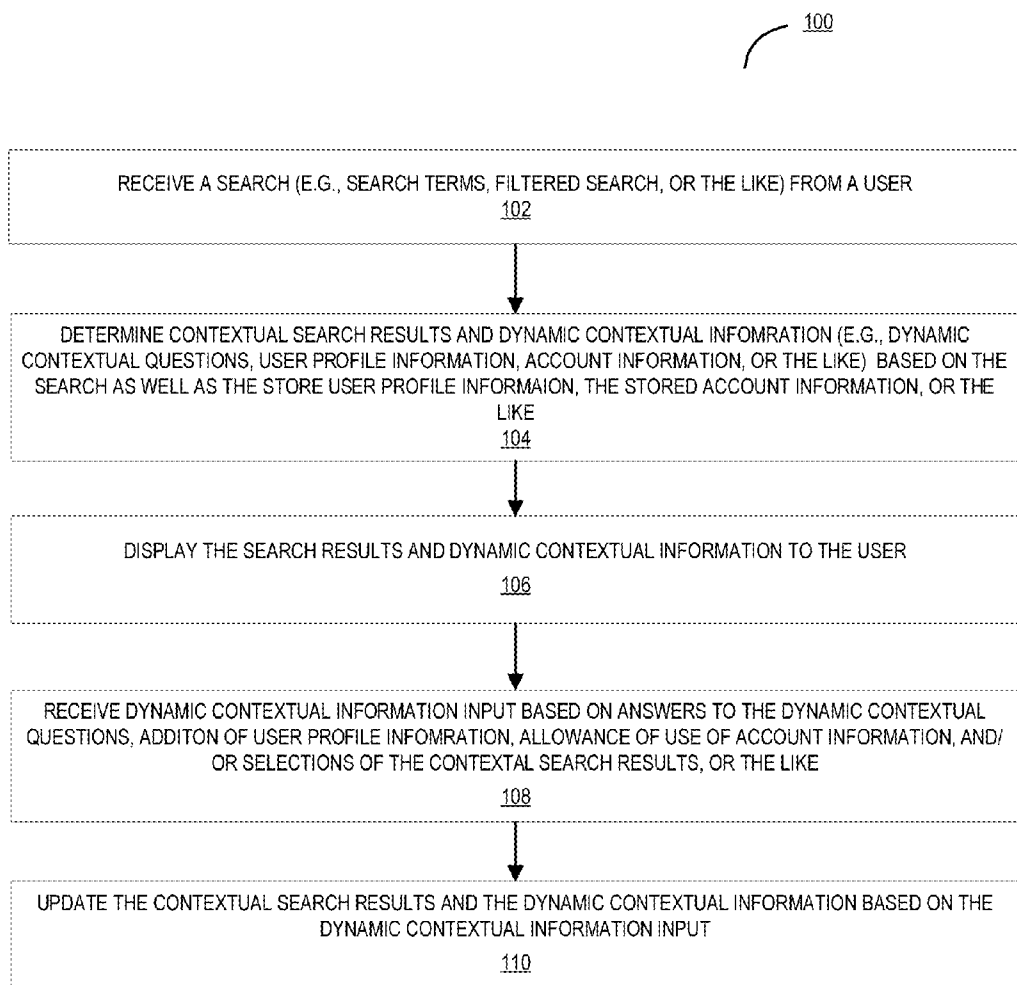 100
RECEIVE A SEARCH (E.G., SEARCH TERMS, FILTERED SEARCH, OR THE LIKE) FROM A USER
102
DETERMINE CONTEXTUAL SEARCH RESULTS AND DYNAMIC CONTEXTUAL INFOMRATION (E.G., DYNAMIC
CONTEXTUAL QUESTIONS, USER PROFILE INFORMATION, ACCOUNT INFORMATION, OR THE LIKE) BASED ON THE
SEARCH AS WELL AS THE STORE USER PROFILE INFORMAION, THE STORED ACCOUNT INFORMATION, OR THE
LIKE
104
DISPLAY THE SEARCH RESULTS AND DYNAMIC CONTEXTUAL INFORMATION TO THE USER
106
RECEIVE DYNAMIC CONTEXTUAL INFORMATION INPUT BASED ON ANSWERS TO THE DYNAMIC CONTEXTUAL
QUESTIONS, ADDITON OF USER PROFILE INFOMRATION, ALLOWANCE OF USE OF ACCOUNT INFORMATION, AND/
OR SELECTIONS OF THE CONTEXTAL SEARCH RESULTS, OR THE LIKE
108
UPDATE THE CONTEXTUAL SEARCH RESULTS AND THE DYNAMIC CONTEXTUAL INFORMATION BASED ON THE
DYNAMIC CONTEXTUAL INFORMATION INPUT
110